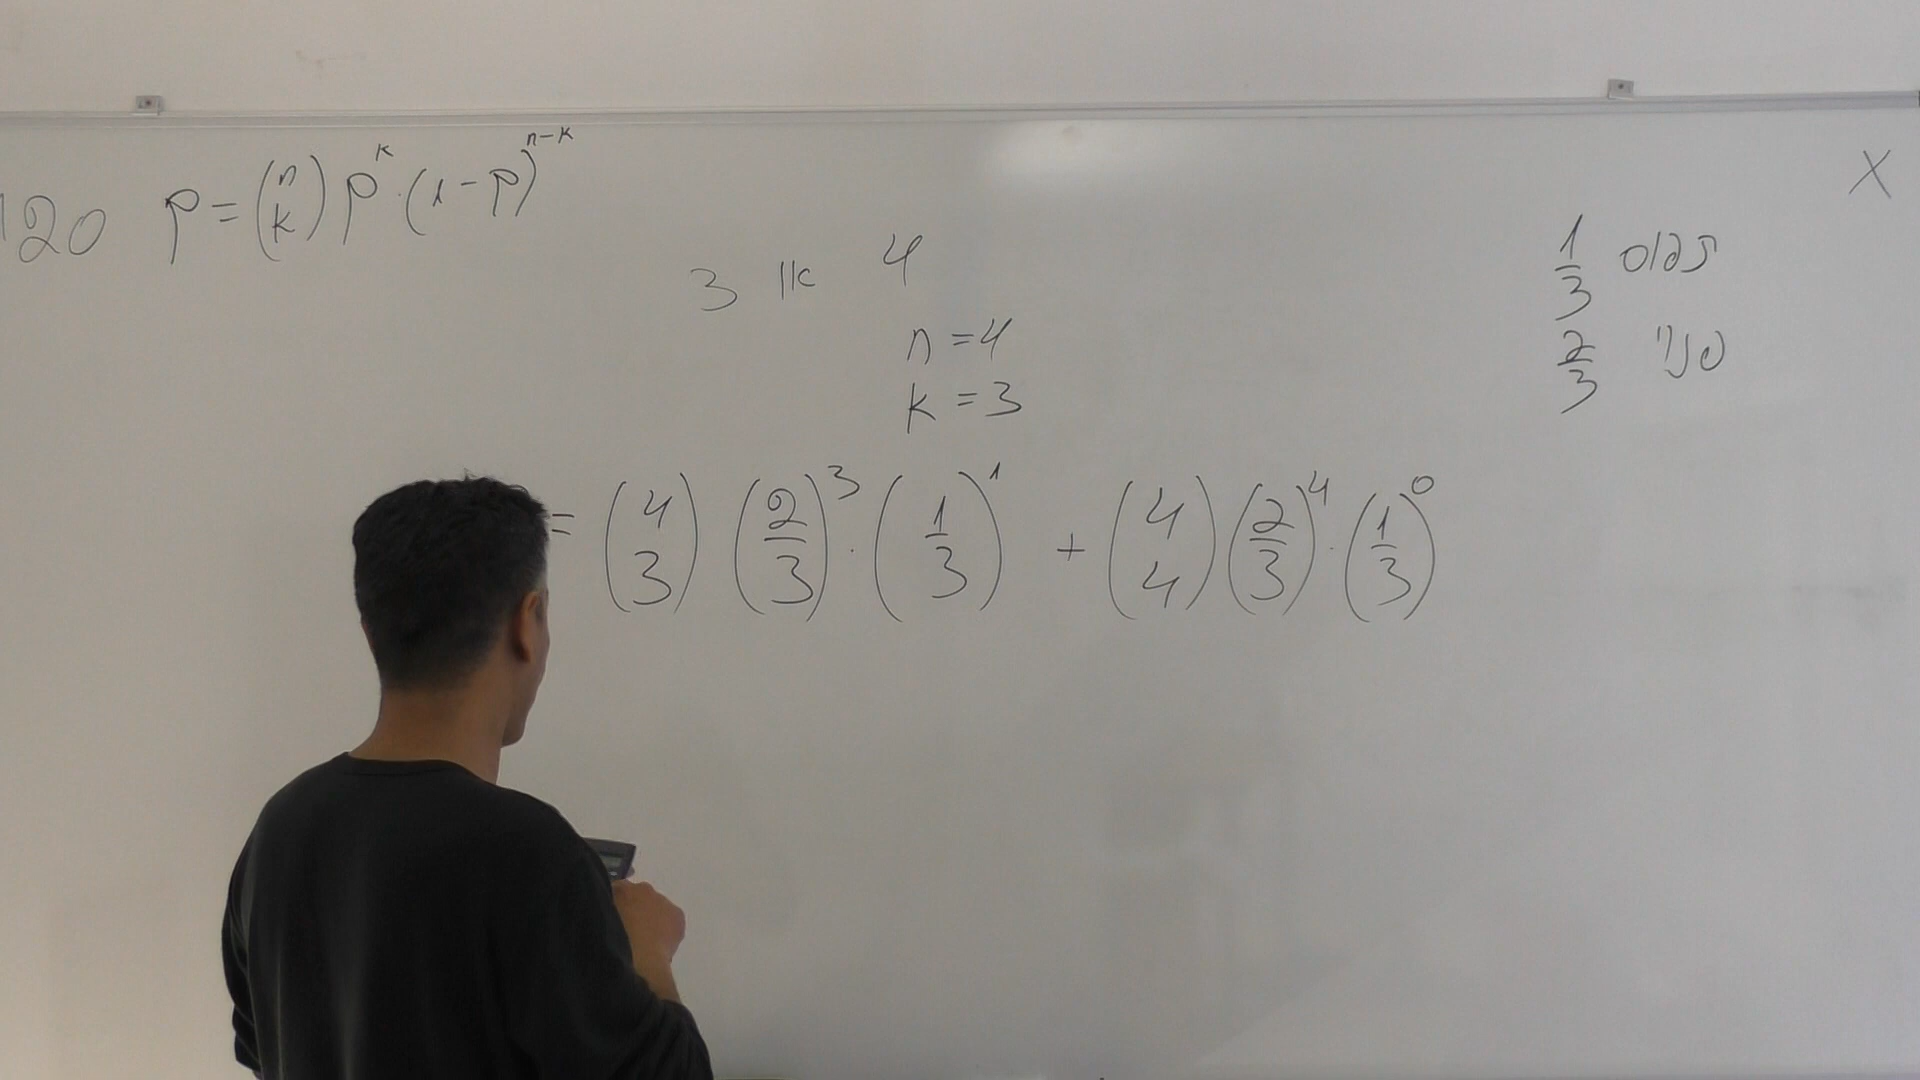 120 p = (n k) p^k · (1-p)^(n-k)
X
3 או 4
1/3
2/3
n = 4
k = 3
= (4 3) (2/3)^3 · (1/3)^1 + (4 4) (2/3)^4 · (1/3)^0